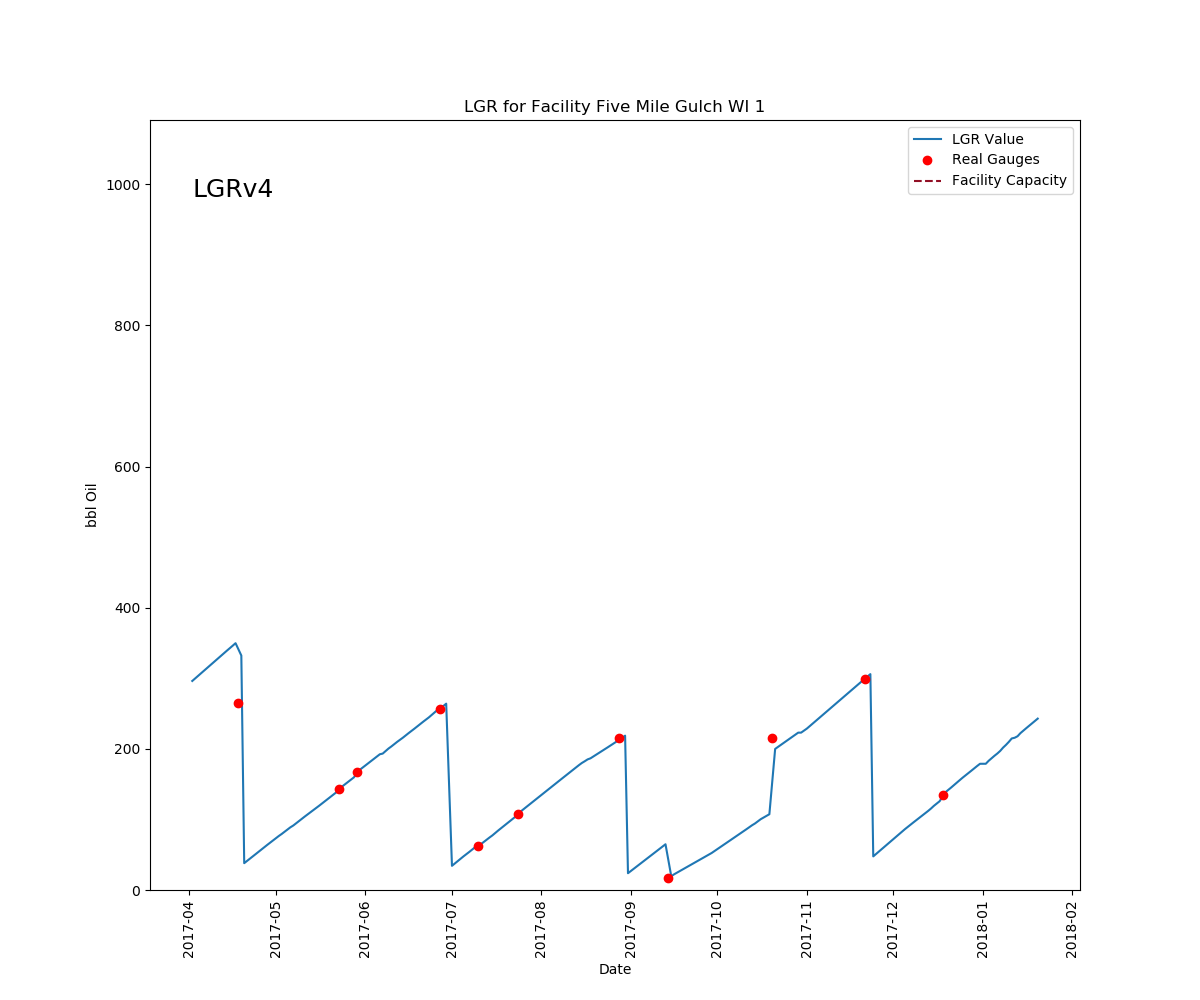 LGR for Facility Five Mile Gulch WI 1
LGRv4
LGR Value
Real Gauges
Facility Capacity
1000
800
600
400
200
0
bbl Oil
2017-04
2017-05
2017-06
2017-07
2017-08
2017-09
2017-10
2017-11
2017-12
2018-01
2018-02
Date